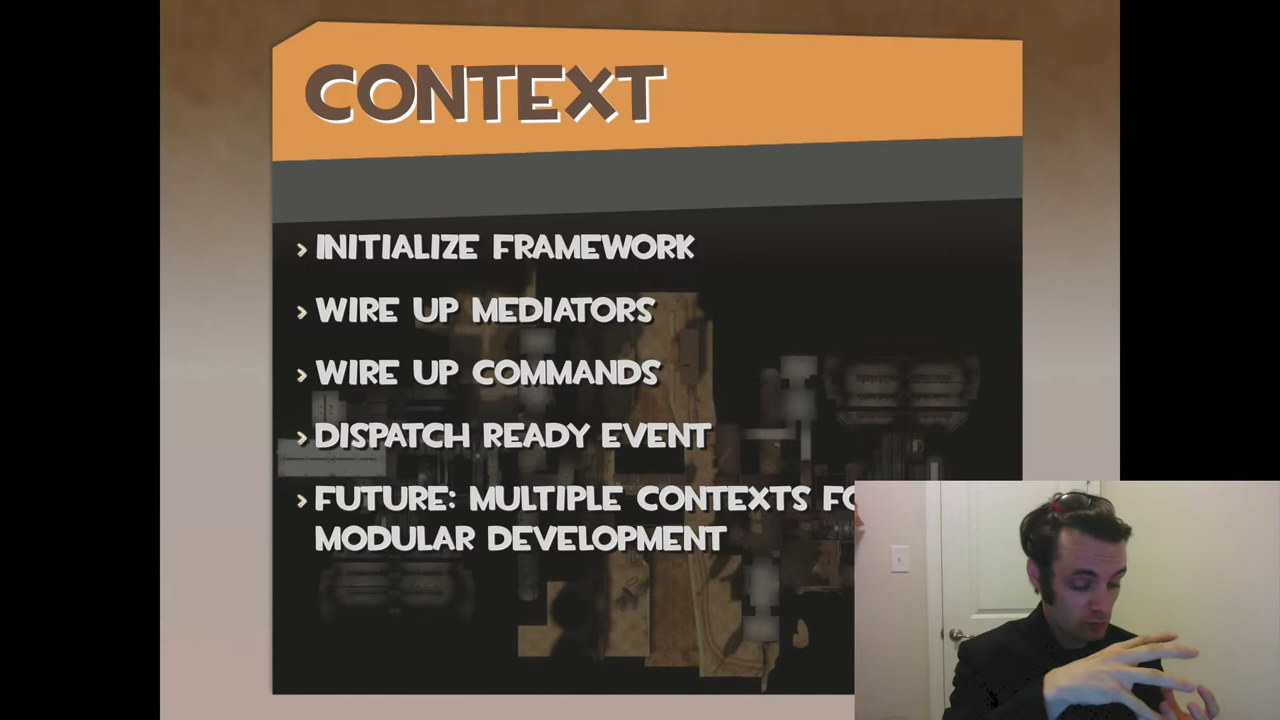 CONTEXT
› INITIALIZE FRAMEWORK
› WIRE UP MEDIATORS
› WIRE UP COMMANDS
› DISPATCH READY EVENT
› FUTURE: MULTIPLE CONTEXTS
MODULAR DEVELOPMENT